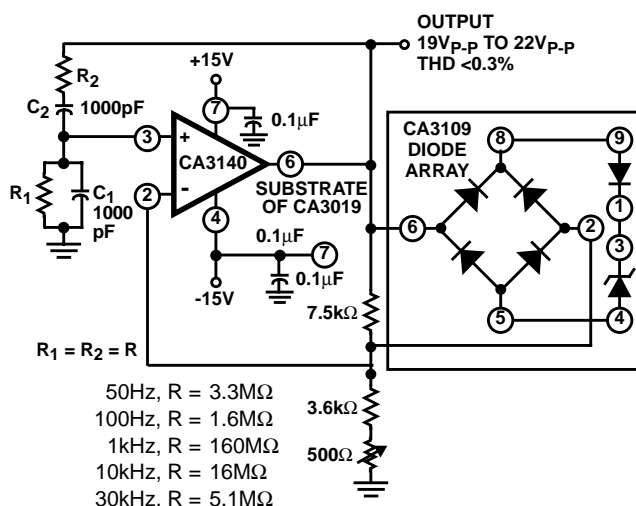 OUTPUT
19VP-P TO 22VP-P
THD <0.3%
+15V
R2
C2
1000pF
7
0.1µF
3
+
CA3140
6
SUBSTRATE
OF CA3019
2
-
4
R1
C1
1000
pF
0.1µF
7
0.1µF
-15V
7.5kΩ
CA3109
DIODE
ARRAY
8
9
1
3
6
2
5
4
R1 = R2 = R
50Hz, R = 3.3MΩ
100Hz, R = 1.6MΩ
1kHz, R = 160MΩ
10kHz, R = 16MΩ
30kHz, R = 5.1MΩ
3.6kΩ
500Ω